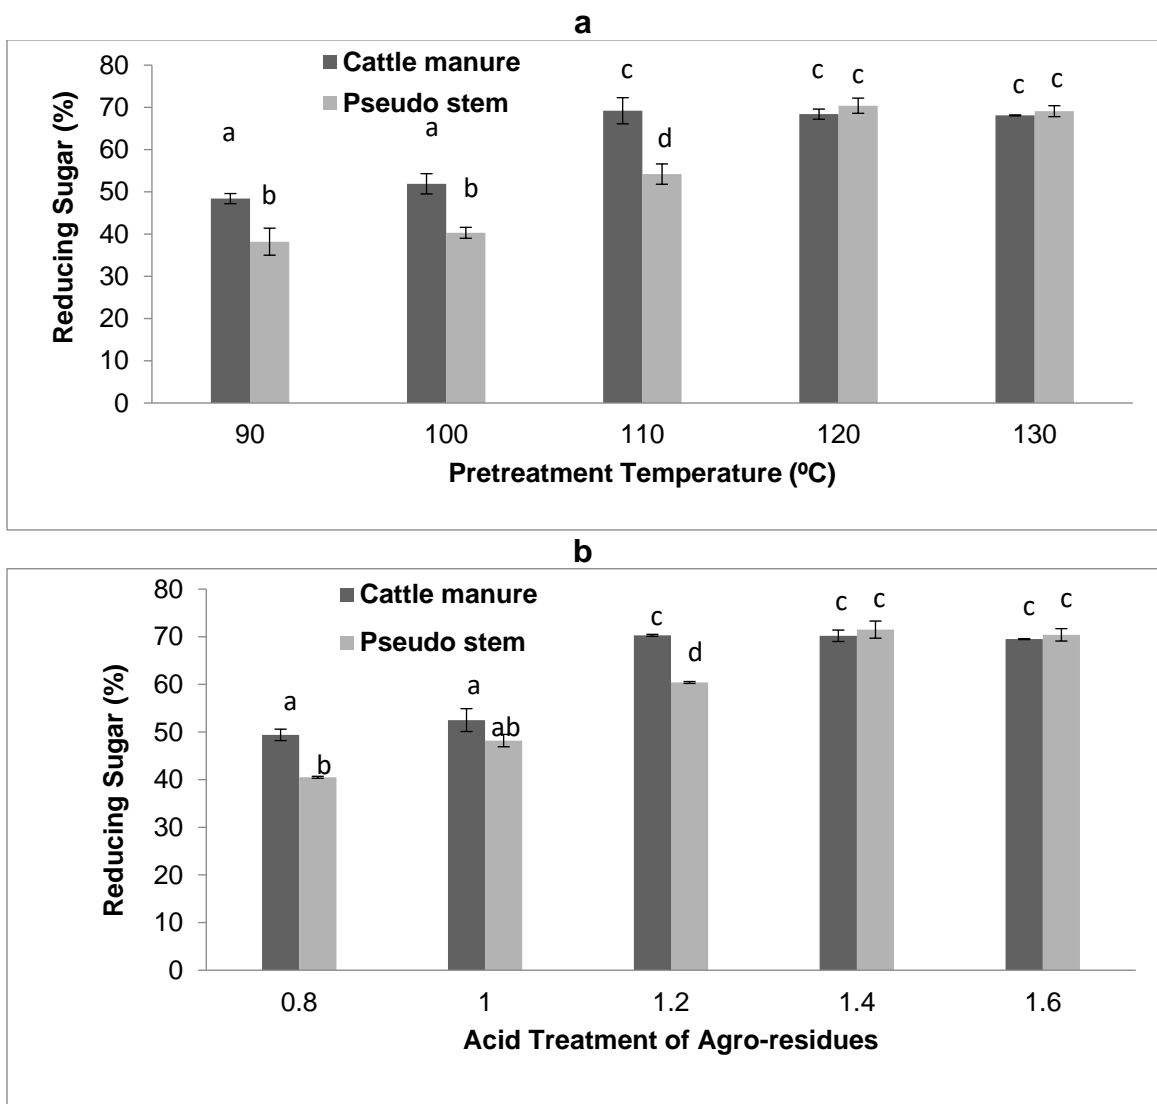 a
80
70
60
50
40
30
20
10
0
Reducing Sugar (%)
Cattle manure
Pseudo stem
a b
a b
c d
c c
c c
90 100 110 120 130
Pretreatment Temperature (ºC)
b
80
70
60
50
40
30
20
10
0
Reducing Sugar (%)
Cattle manure
Pseudo stem
a b
a ab
c d
c c
c c
0.8 1 1.2 1.4 1.6
Acid Treatment of Agro-residues